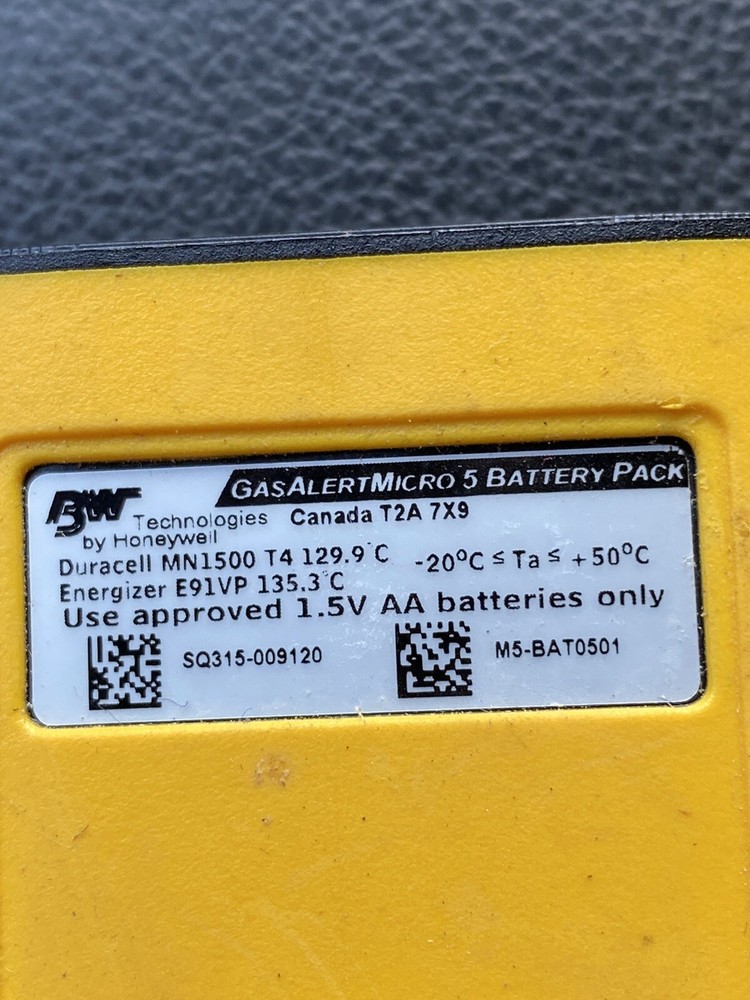 GASALERTMICRO 5 BATTERY PACK
BW Technologies Canada T2A 7X9
by Honeywell
Duracell MN1500 T4 129.9°C -20°C ≤ Ta ≤ +50°C
Energizer E91VP 135.3°C
Use approved 1.5V AA batteries only
SQ315-009120 M5-BAT0501